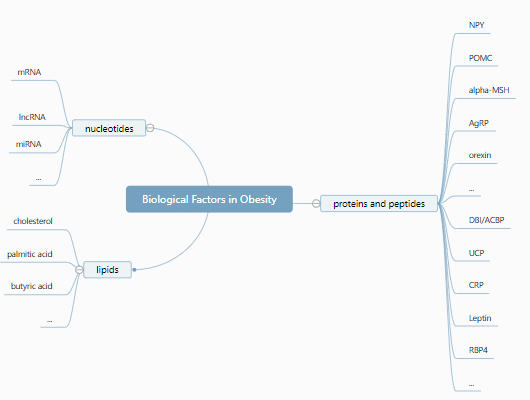 Biological Factors in Obesity
nucleotides
mRNA
lncRNA
miRNA
...
lipids
cholesterol
palmitic acid
butyric acid
...
proteins and peptides
NPY
POMC
alpha-MSH
AgRP
orexin
...
DBI/ACBP
UCP
CRP
Leptin
RBP4
...